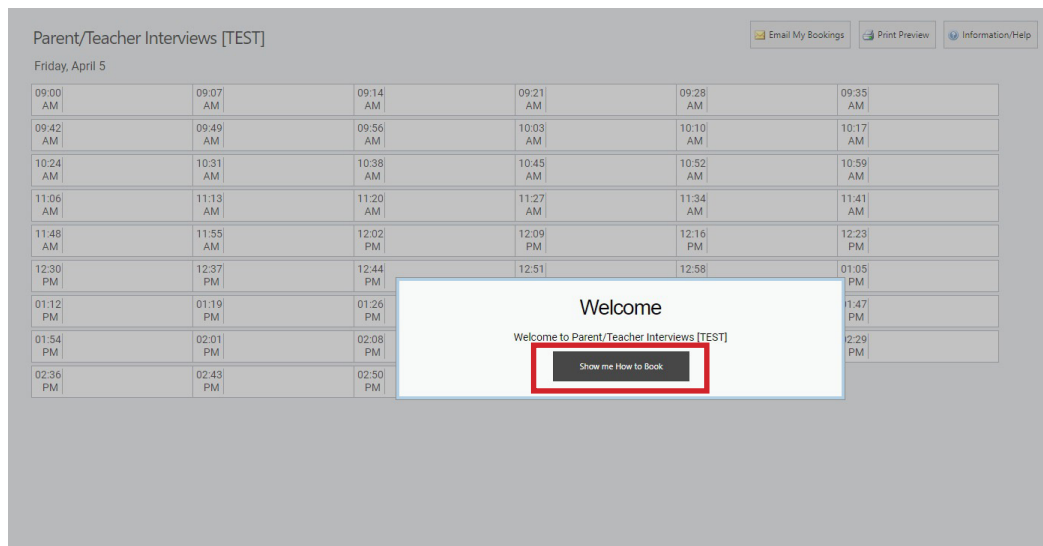 Parent/Teacher Interviews [TEST]
Email My Bookings
Print Preview
Information/Help
Friday, April 5
09:00 09:07 09:14 09:21 09:28 09:35
AM AM AM AM AM AM
09:42 09:49 09:56 10:03 10:10 10:17
AM AM AM AM AM AM
10:24 10:31 10:38 10:45 10:52 10:59
AM AM AM AM AM AM
11:06 11:13 11:20 11:27 11:34 11:41
AM AM AM AM AM AM
11:48 11:55 12:02 12:09 12:16 12:23
AM AM PM PM PM PM
12:30 12:37 12:44 12:51 12:58 01:05
PM PM PM PM
01:12 01:19 01:26 1:47
PM PM PM PM
01:54 02:01 02:08 2:29
PM PM PM PM
02:36 02:43 02:50
PM PM PM
Welcome
Welcome to Parent/Teacher Interviews [TEST]
Show me How to Book